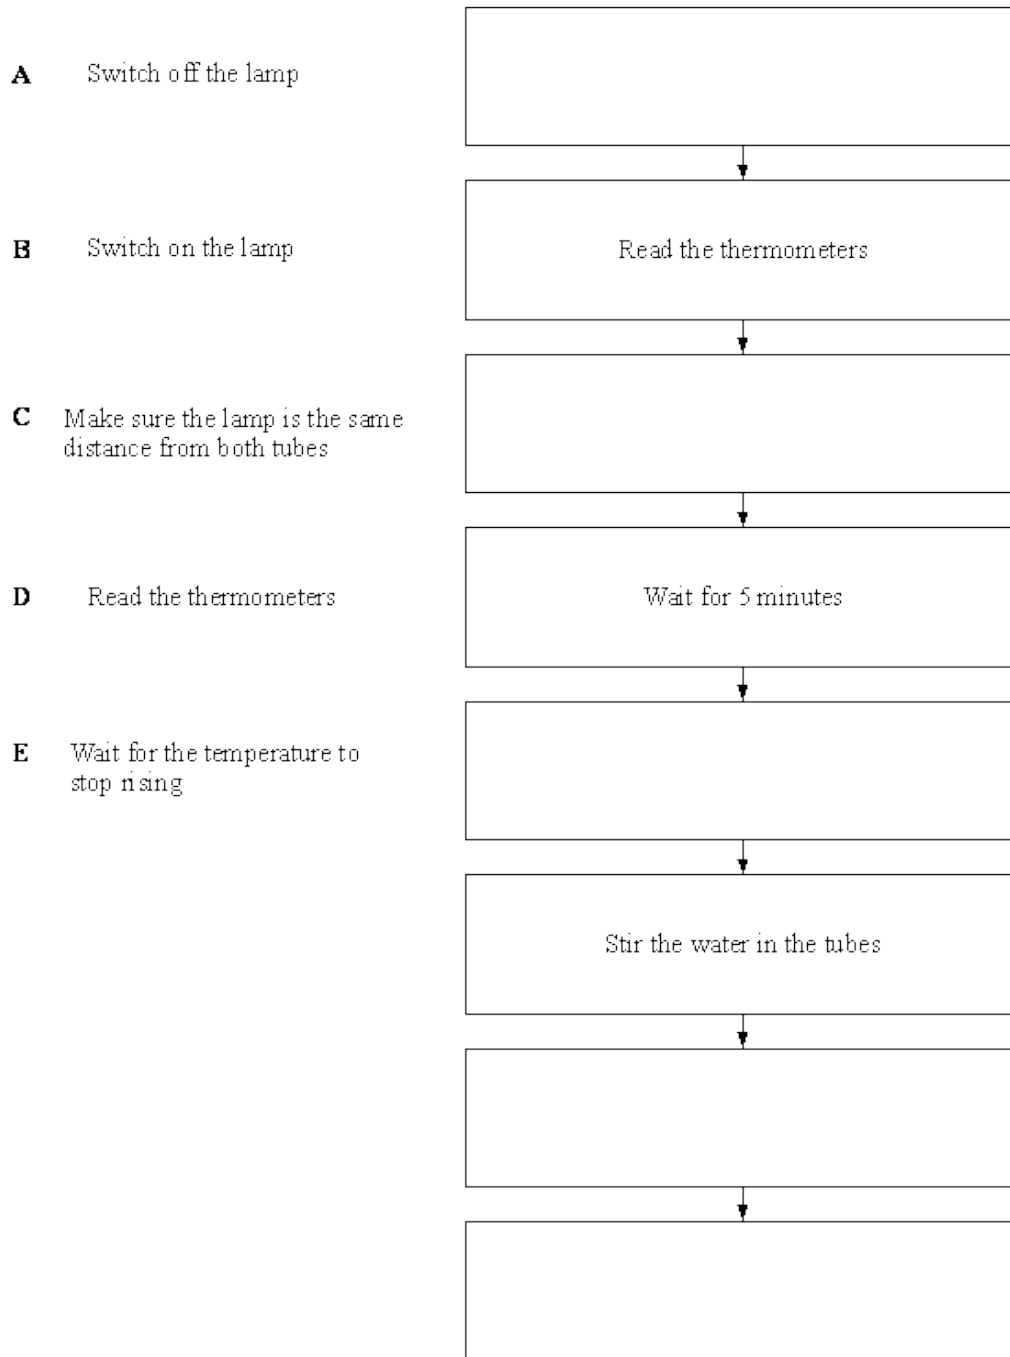 A Switch off the lamp
B Switch on the lamp
Read the thermometers
C Make sure the lamp is the same
distance from both tubes
D Read the thermometers
Wait for 5 minutes
E Wait for the temperature to
stop rising
Stir the water in the tubes